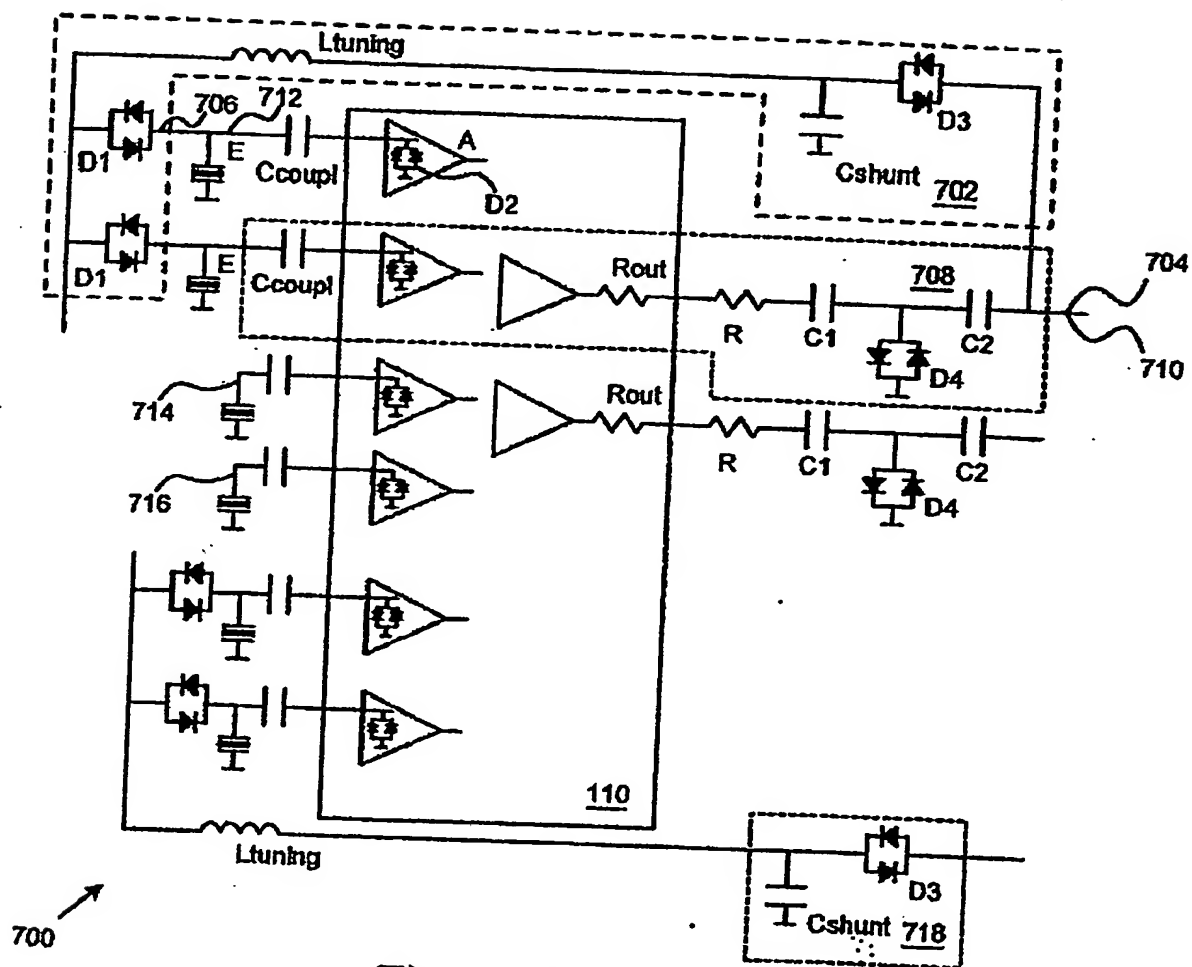 Ltuning
706
712
D3
D1
E
Ccoupl
A
D2
Cshunt 702
D1
E
Ccoupl
Rout
708
704
R
C1
C2
D4
710
714
Rout
R
C1
C2
D4
716
110
Ltuning
D3
Cshunt 718
700